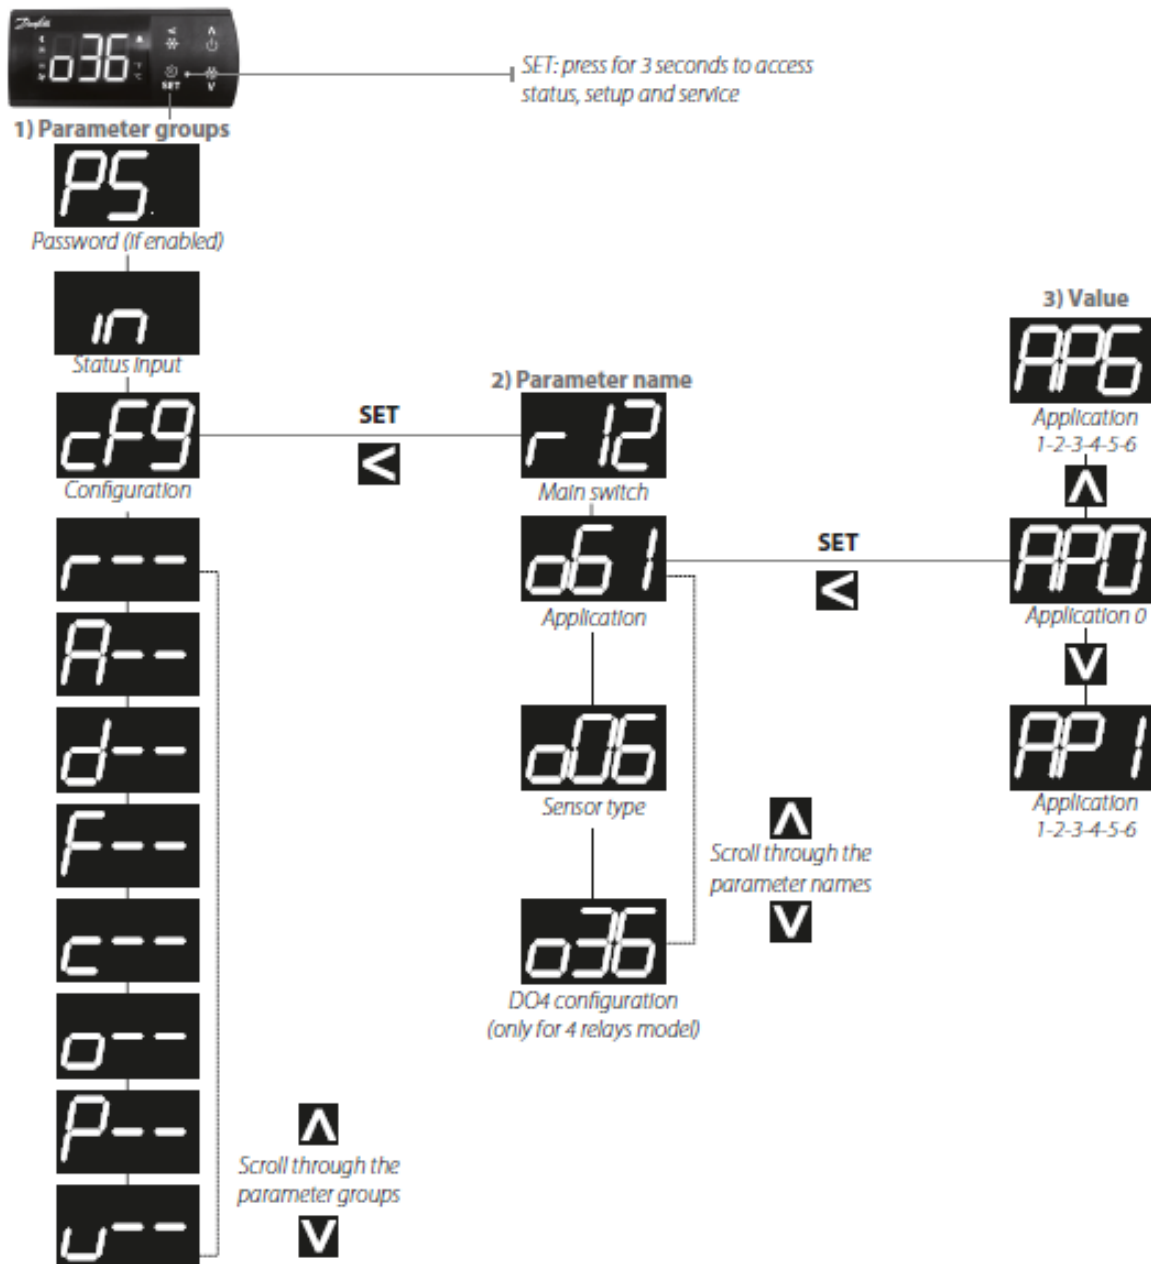 Danfoss
o36
SET
SET: press for 3 seconds to access
status, setup and service
1) Parameter groups
PS.
Password (if enabled)
in
Status input
cFg
Configuration
r--
A--
d--
F--
c--
o--
P--
u--
Scroll through the
parameter groups
SET
<
2) Parameter name
r12
Main switch
o61
Application
o06
Sensor type
o36
DO4 configuration
(only for 4 relays model)
Scroll through the
parameter names
SET
<
3) Value
AP6
Application
1-2-3-4-5-6
AP0
Application 0
AP1
Application
1-2-3-4-5-6